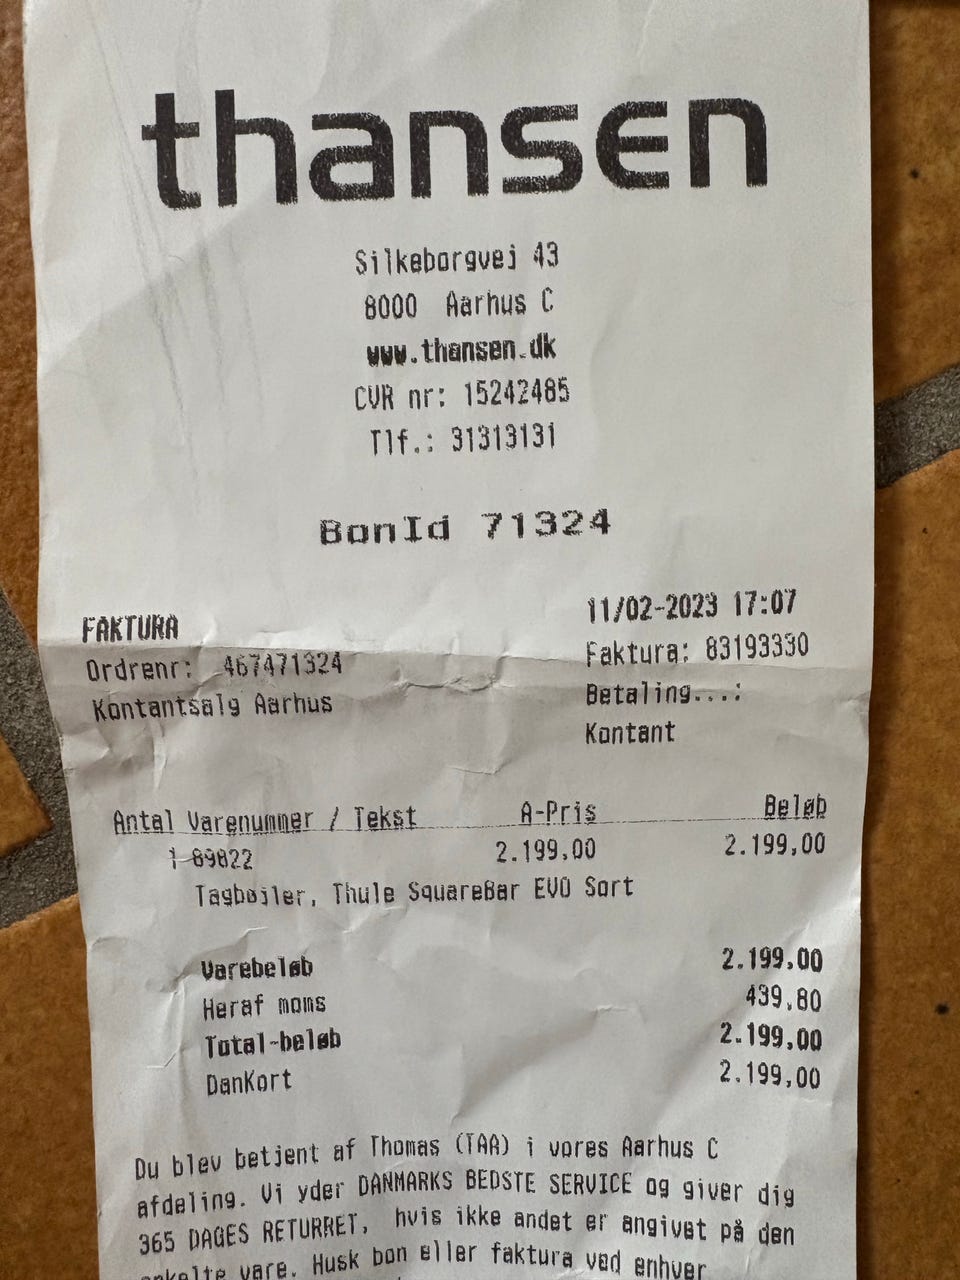 thansen
Silkeborgvej 43
8000 Aarhus C
www.thansen.dk
CVR nr: 15242485
Tlf.: 31313131
BonId 71324
FAKTURA
11/02-2023 17:07
Ordrenr: 467471324
Faktura: 83193330
Kontantsalg Aarhus
Betaling...:
Kontant
Antal Varenummer / Tekst A-Pris Beløb
1 89822 2.199,00 2.199,00
Tagbøjler, Thule SquareBar EVO Sort
Varebeløb 2.199,00
Heraf moms 439,80
Total-beløb 2.199,00
DanKort 2.199,00
Du blev betjent af Thomas (TAA) i vores Aarhus C
afdeling. Vi yder DANMARKS BEDSTE SERVICE og giver dig
365 DAGES RETURRET, hvis ikke andet er angivet på den
enkelte vare. Husk bon eller faktura ved enhver